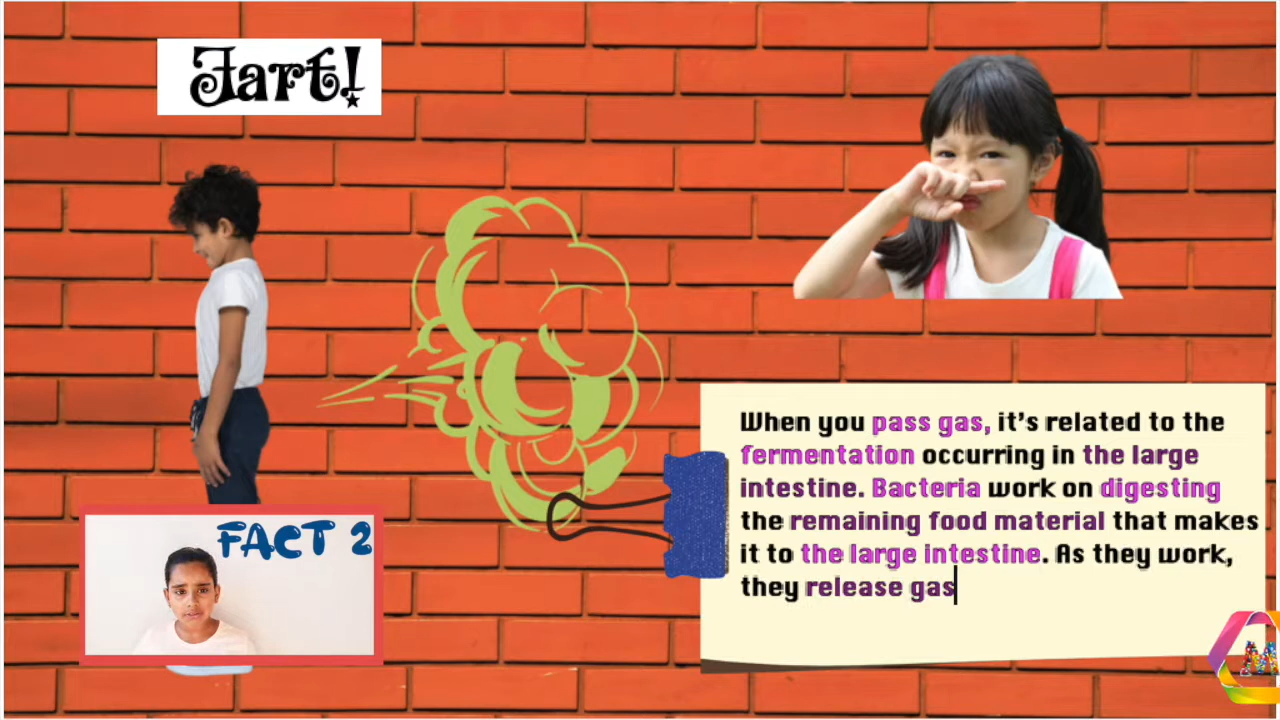 Fart!
FACT 2
When you pass gas, it's related to the
fermentation occurring in the large
intestine. Bacteria work on digesting
the remaining food material that makes
it to the large intestine. As they work,
they release gas
M